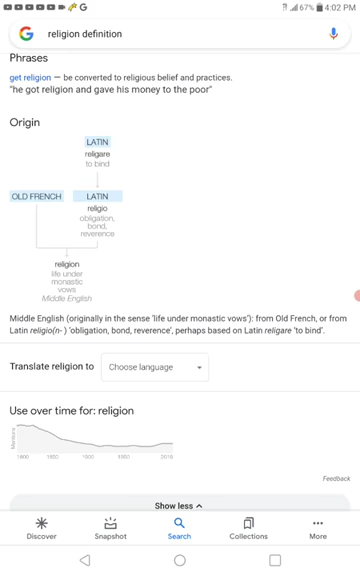 67% 4:02 PM
religion definition
Phrases
get religion — be converted to religious belief and practices.
"he got religion and gave his money to the poor"
Origin
LATIN
religare
to bind
OLD FRENCH LATIN
religio
obligation,
bond,
reverence
religion
life under
monastic
vows
Middle English
Middle English (originally in the sense ‘life under monastic vows’): from Old French, or from
Latin religio(n- ) ‘obligation, bond, reverence’, perhaps based on Latin religare ‘to bind’.
Translate religion to Choose language
Use over time for: religion
Mentions
1800 1850 1900 1950 2019
Feedback
Show less
Discover Snapshot Search Collections More